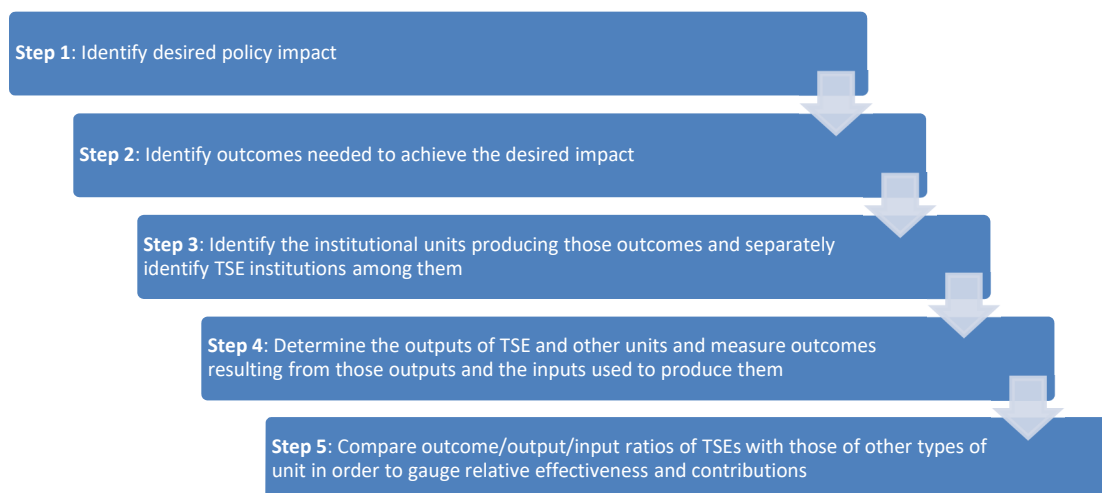 Step 1: Identify desired policy impact
Step 2: Identify outcomes needed to achieve the desired impact
Step 3: Identify the institutional units producing those outcomes and separately
identify TSE institutions among them
Step 4: Determine the outputs of TSE and other units and measure outcomes
resulting from those outputs and the inputs used to produce them
Step 5: Compare outcome/output/input ratios of TSEs with those of other types of
unit in order to gauge relative effectiveness and contributions